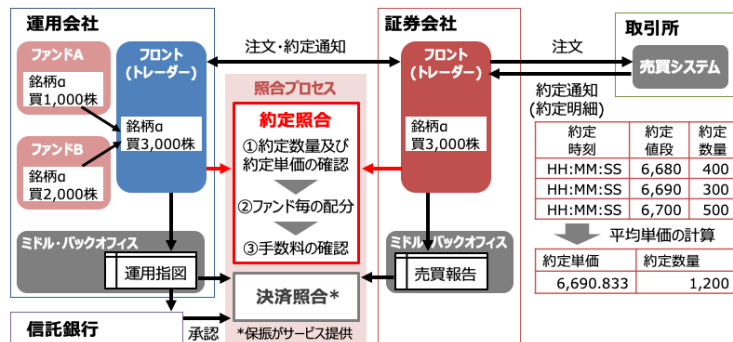 運用会社
ファンドA
銘柄α
買1,000株
ファンドB
銘柄α
買2,000株
フロント
(トレーダー)
銘柄α
買3,000株
注文・約定通知
照合プロセス
約定照合
①約定数量及び
約定単価の確認
②ファンド毎の配分
③手数料の確認
証券会社
フロント
(トレーダー)
銘柄α
買3,000株
注文
取引所
売買システム
約定通知
(約定明細)
約定
時刻
約定
値段
約定
数量
HH:MM:SS 6,680 400
HH:MM:SS 6,690 300
HH:MM:SS 6,700 500
平均単価の計算
約定単価 約定数量
6,690.833 1,200
ミドル・バックオフィス
運用指図
ミドル・バックオフィス
売買報告
決済照合*
*保振がサービス提供
信託銀行
承認